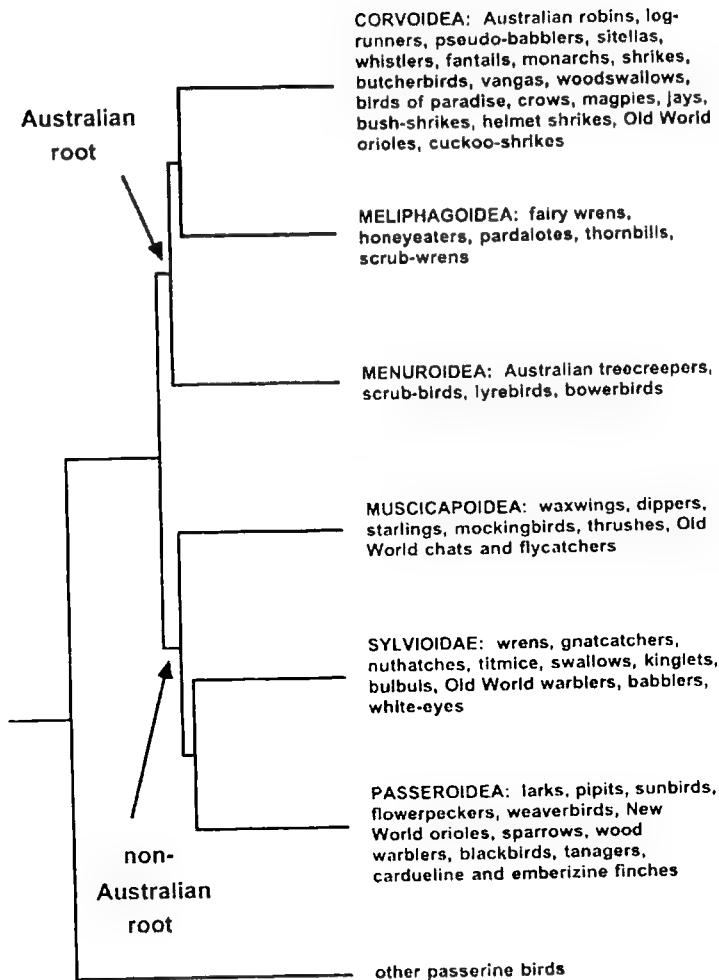 CORVOIDEA: Australian robins, log-
runners, pseudo-babblers, sitellas,
whistlers, fantails, monarchs, shrikes,
butcherbirds, vangas, woodswallows,
birds of paradise, crows, magpies, jays,
bush-shrikes, helmet shrikes, Old World
orioles, cuckoo-shrikes
Australian
root
MELIPHAGOIDEA: fairy wrens,
honeyeaters, pardalotes, thornbills,
scrub-wrens
MENUROIDEA: Australian treecreepers,
scrub-birds, lyrebirds, bowerbirds
MUSCICAPOIDEA: waxwings, dippers,
starlings, mockingbirds, thrushes, Old
World chats and flycatchers
SYLVIOIDAE: wrens, gnatcatchers,
nuthatches, titmice, swallows, kinglets,
bulbuls, Old World warblers, babblers,
white-eyes
PASSEROIDEA: larks, pipits, sunbirds,
flowerpeckers, weaverbirds, New
World orioles, sparrows, wood
warblers, blackbirds, tanagers,
cardueline and emberizine finches
non-
Australian
root
other passerine birds